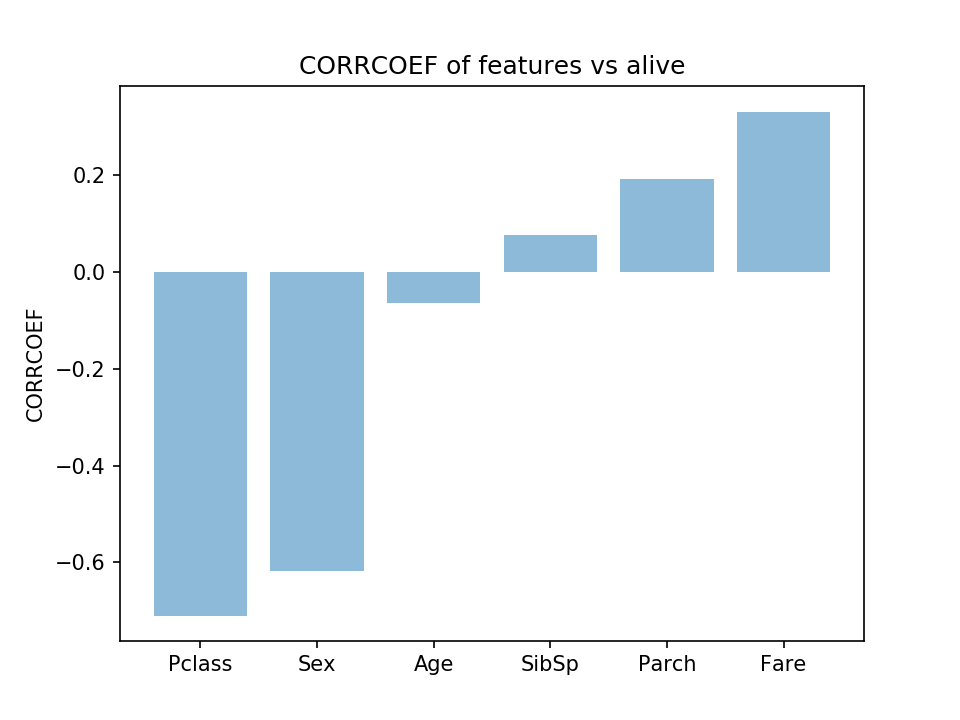 CORRCOEF of features vs alive
CORRCOEF
0.2
0.0
−0.2
−0.4
−0.6
Pclass Sex Age SibSp Parch Fare